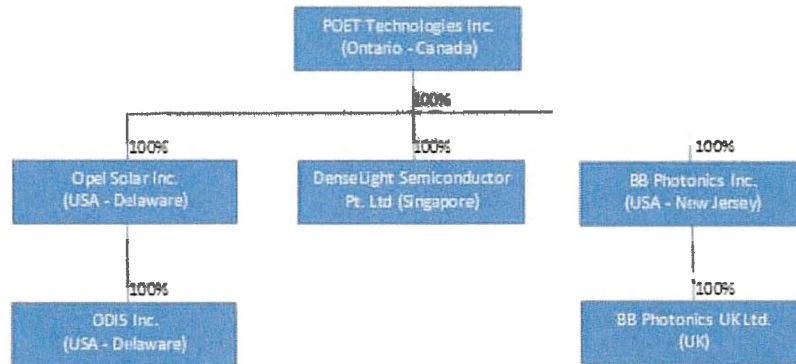 POET Technologies Inc.
(Ontario - Canada)
100%
100%
100%
100%
Opel Solar Inc.
(USA - Delaware)
DenseLight Semiconductor
Pt. Ltd (Singapore)
BB Photonics Inc.
(USA - New Jersey)
100%
100%
ODIS Inc.
(USA - Delaware)
BB Photonics UK Ltd.
(UK)